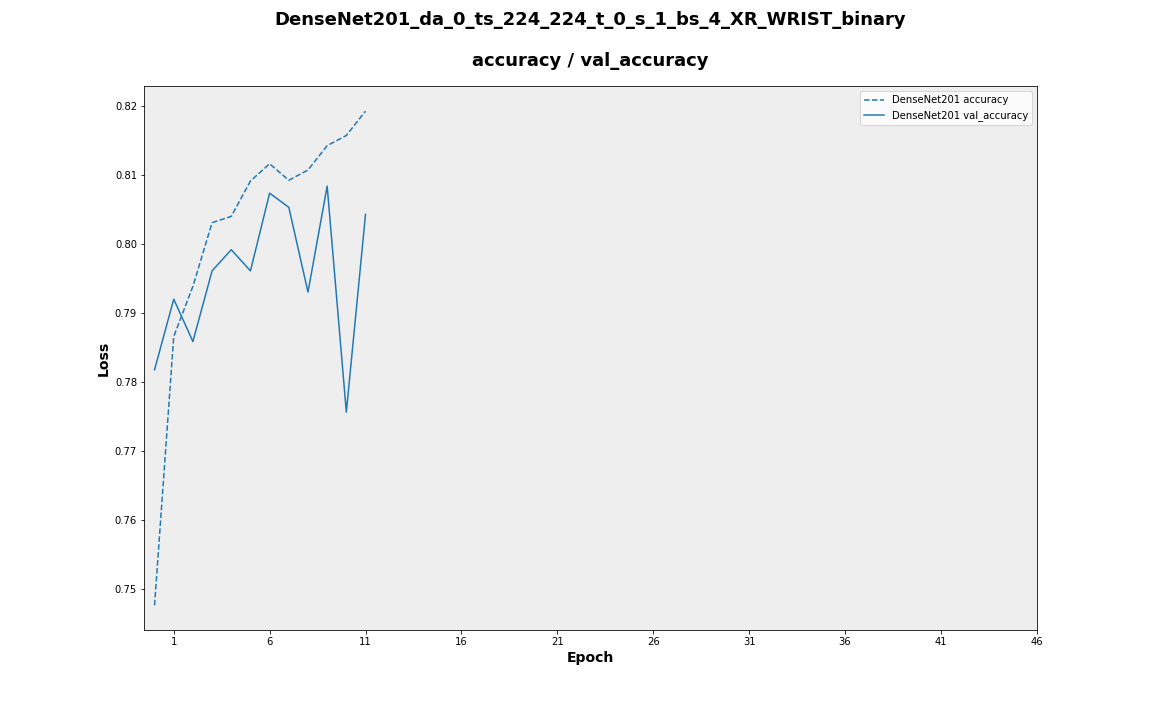 DenseNet201_da_0_ts_224_224_t_0_s_1_bs_4_XR_WRIST_binary
accuracy / val_accuracy
DenseNet201 accuracy
DenseNet201 val_accuracy
0.82
0.81
0.80
0.79
0.78
0.77
0.76
0.75
Loss
1 6 11 16 21 26 31 36 41 46
Epoch